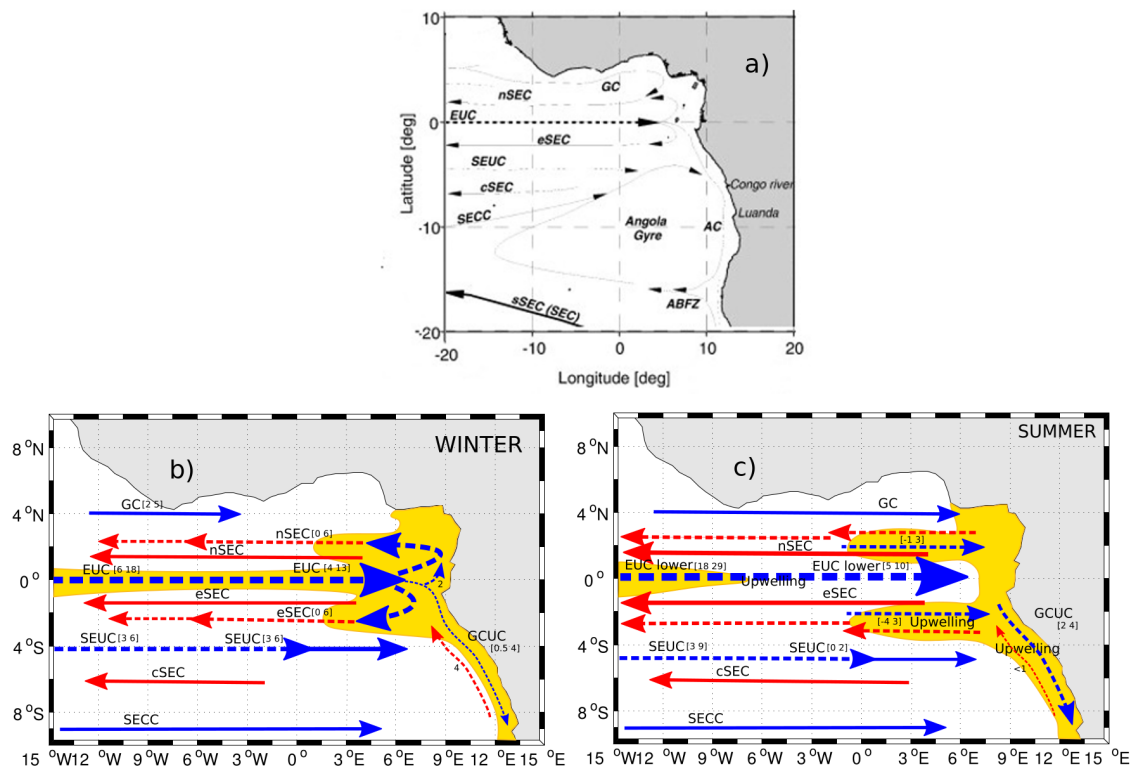 a)
10
0
-10
-20
-20
-10
0
10
20
Latitude [deg]
Longitude [deg]
GC
nSEC
EUC
eSEC
SEUC
cSEC
SECC
Congo river
Luanda
Angola
Gyre
AC
ABFZ
sSEC (SEC)
b)
WINTER
8 °N
4 °N
0 °
4 °S
8 °S
GC[2 5]
nSEC[0 6]
nSEC
EUC [6 18]
EUC [4 13]
2
eSEC
eSEC[0 6]
SEUC[3 6]
SEUC[3 6]
GCUC
[0.5 4]
4
cSEC
SECC
15 °W12 °W 9 °W 6 °W 3 °W 0 ° 3 °E 6 °E 9 °E 12 °E 15 °E
c)
SUMMER
8 °N
4 °N
0 °
4 °S
8 °S
GC
[-1 3]
nSEC
EUC lower[18 29]
EUC lower[5 10]
Upwelling
eSEC
[-4 3]
Upwelling
GCUC
[2 4]
SEUC[3 9]
SEUC[0 2]
Upwelling
<1
cSEC
SECC
15 °W12 °W 9 °W 6 °W 3 °W 0 ° 3 °E 6 °E 9 °E 12 °E 15 °E